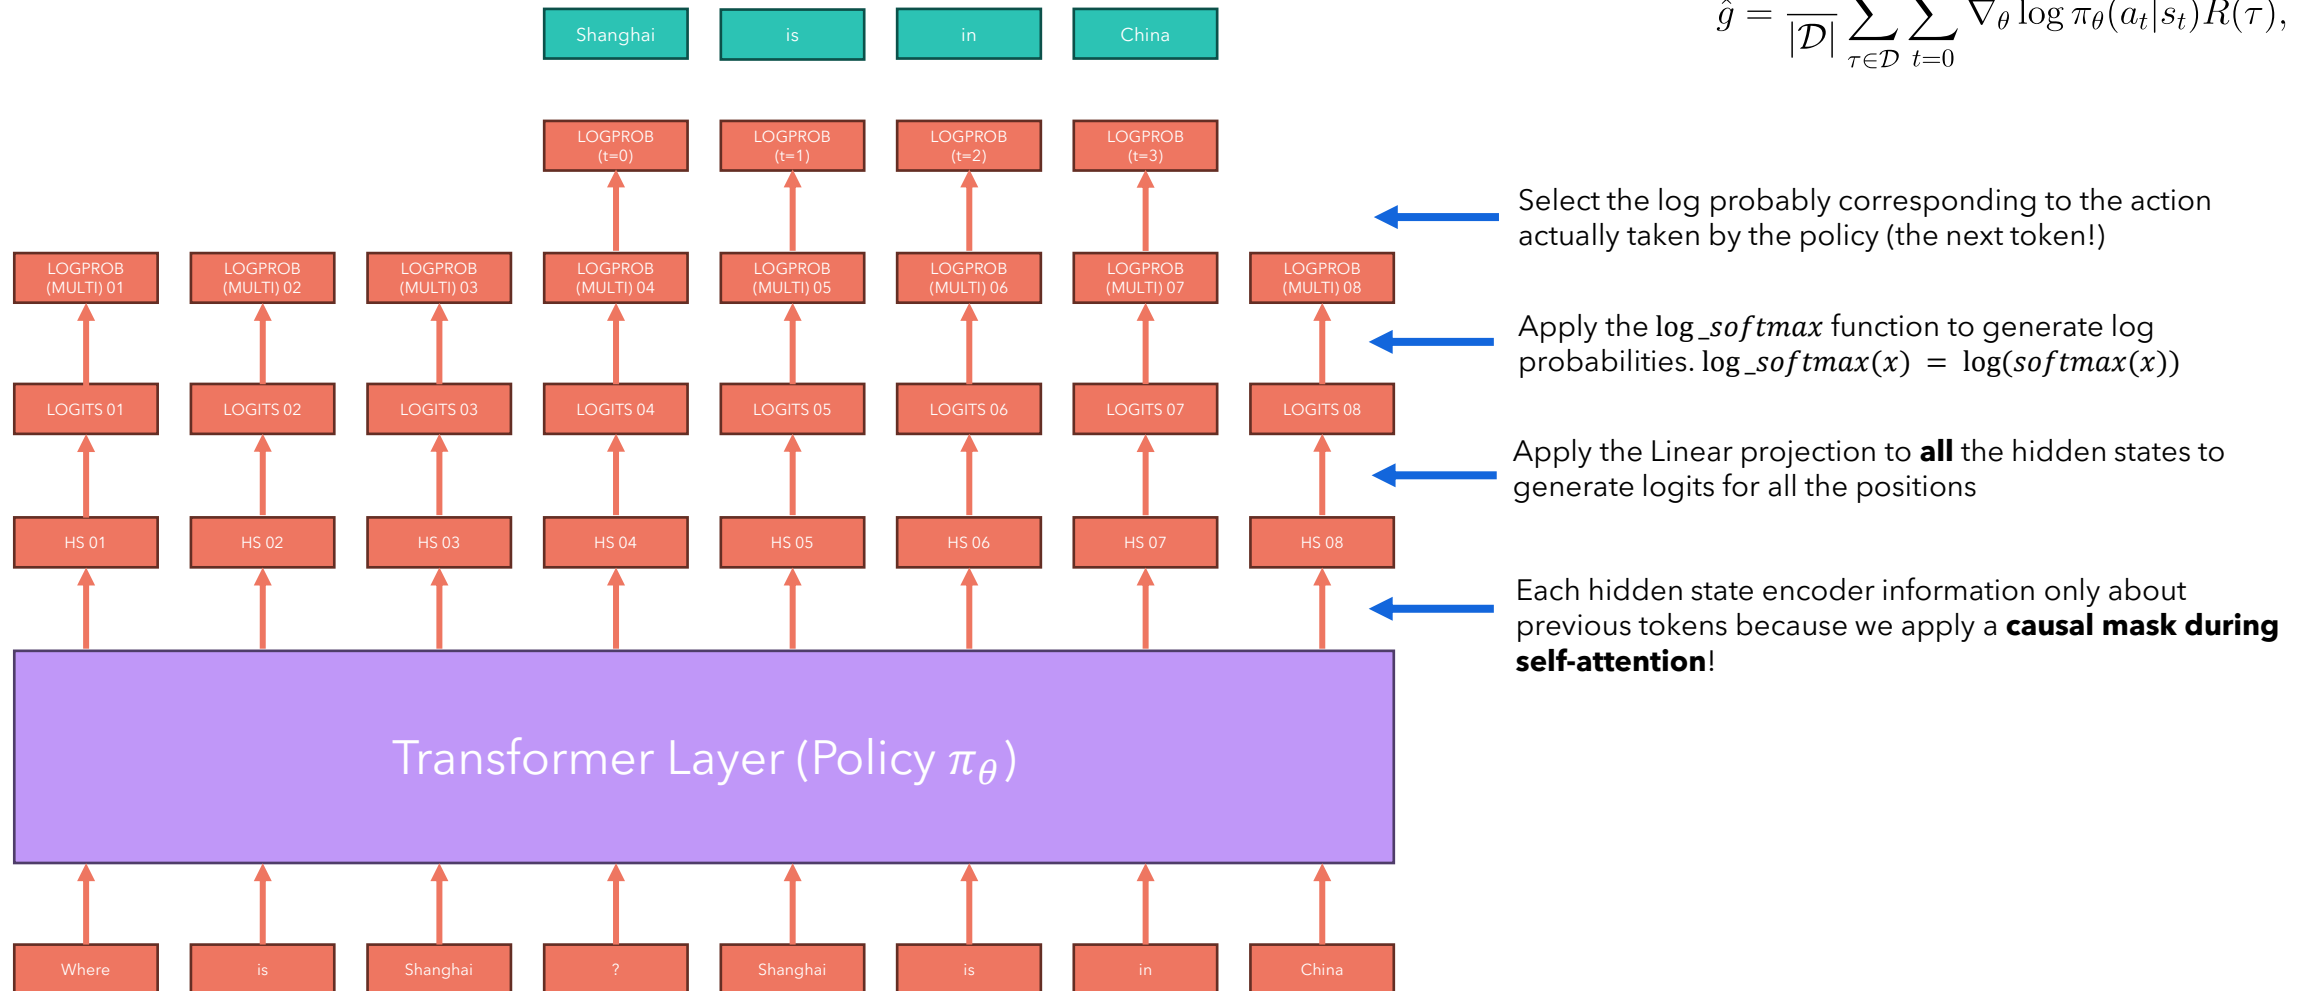 Shanghai is in China
ĝ = 1/|𝒟| ∑_{τ∈𝒟} ∑_{t=0} ∇_θ log π_θ(a_t|s_t)R(τ),
LOGPROB (t=0) LOGPROB (t=1) LOGPROB (t=2) LOGPROB (t=3)
Select the log probably corresponding to the action
actually taken by the policy (the next token!)
LOGPROB (MULTI) 01 LOGPROB (MULTI) 02 LOGPROB (MULTI) 03 LOGPROB (MULTI) 04 LOGPROB (MULTI) 05 LOGPROB (MULTI) 06 LOGPROB (MULTI) 07 LOGPROB (MULTI) 08
Apply the log_softmax function to generate log
probabilities. log_softmax(x) = log(softmax(x))
LOGITS 01 LOGITS 02 LOGITS 03 LOGITS 04 LOGITS 05 LOGITS 06 LOGITS 07 LOGITS 08
Apply the Linear projection to all the hidden states to
generate logits for all the positions
HS 01 HS 02 HS 03 HS 04 HS 05 HS 06 HS 07 HS 08
Each hidden state encoder information only about
previous tokens because we apply a causal mask during
self-attention!
Transformer Layer (Policy π_θ)
Where is Shanghai ? Shanghai is in China